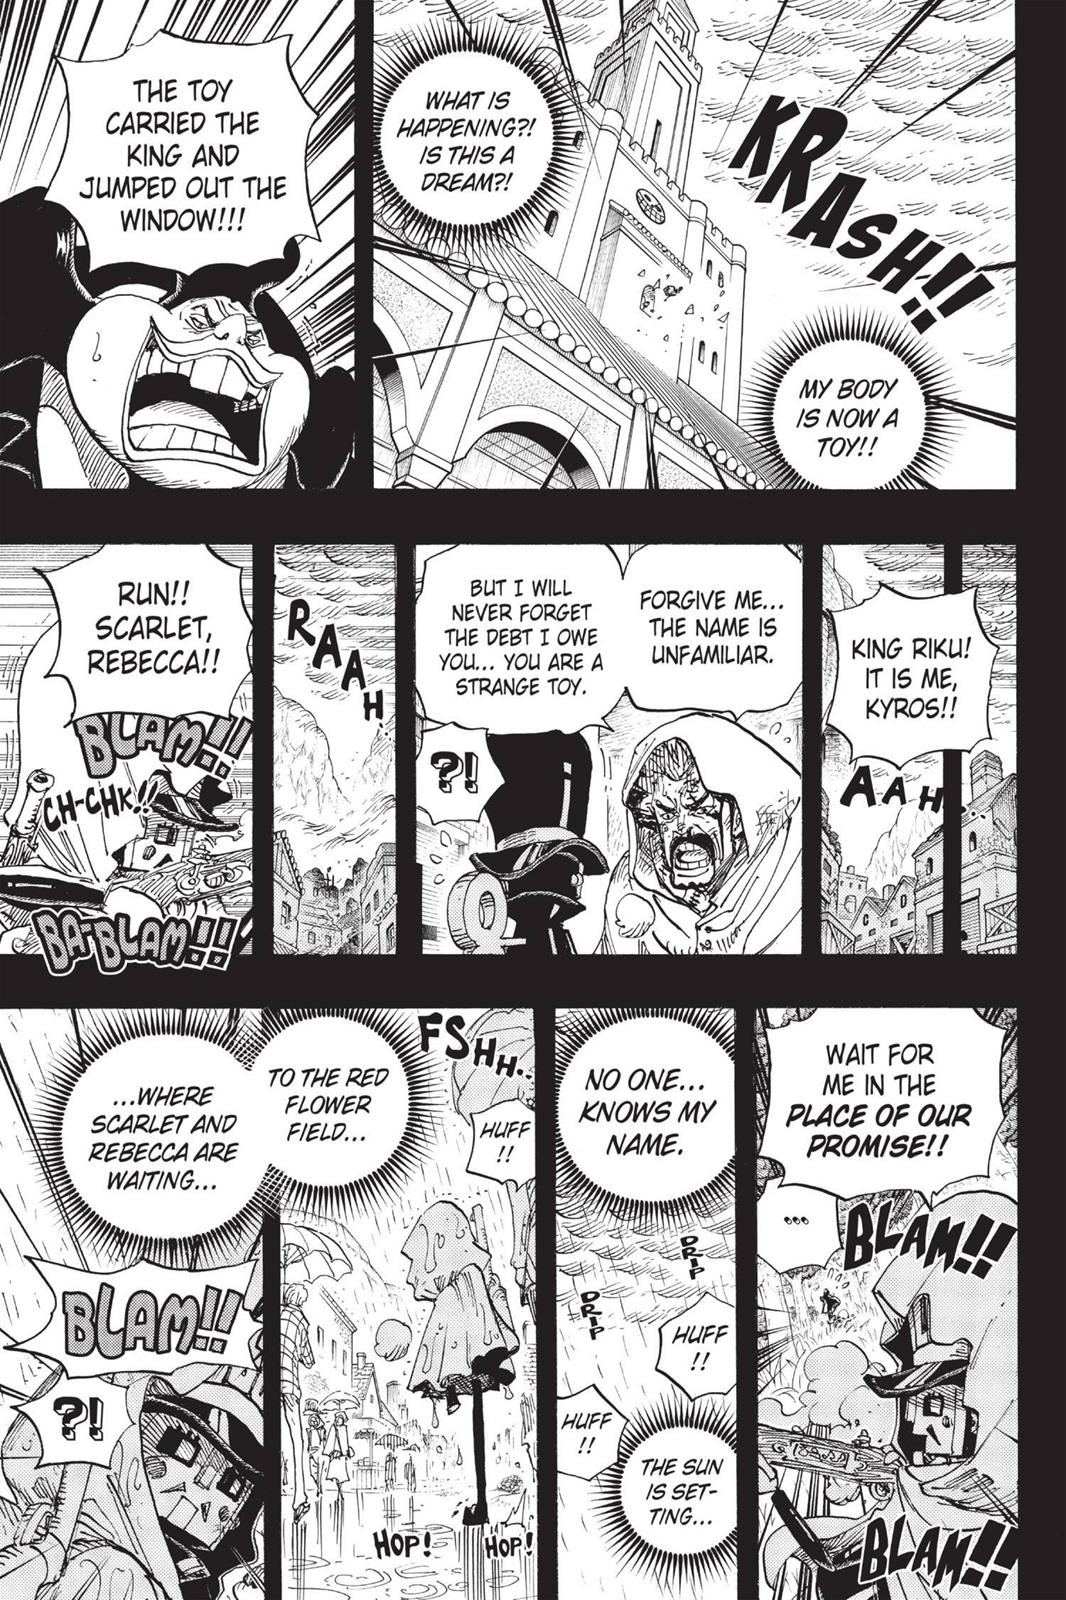 WHAT IS
HAPPENING?!
IS THIS A
DREAM?!
KRASH!!
MY BODY
IS NOW A
TOY!!
THE TOY
CARRIED THE
KING AND
JUMPED OUT THE
WINDOW!!!
KING RIKU!
IT IS ME,
KYROS!!
AAH..
FORGIVE ME...
THE NAME IS
UNFAMILIAR.
BUT I WILL
NEVER FORGET
THE DEBT I OWE
YOU... YOU ARE A
STRANGE TOY.
?!
RAAH.
RUN!!
SCARLET,
REBECCA!!
BLAM!!
CH-CHK!!
BA-BLAM!!
WAIT FOR
ME IN THE
PLACE OF OUR
PROMISE!!
...
BLAM!!
BLAM!!
NO ONE...
KNOWS MY
NAME.
DRIP
DRIP
HUFF
!!
HUFF
!!
THE SUN
IS SET-
TING...
FSHH..
HUFF
!!
TO THE RED
FLOWER
FIELD...
HOP!
HOP!
...WHERE
SCARLET AND
REBECCA ARE
WAITING...
BLAM!!
?!